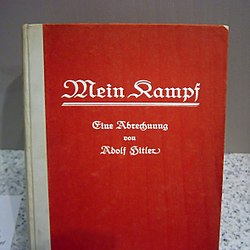 Mein Kampf
Eine Abrechnung
von
Adolf Hitler